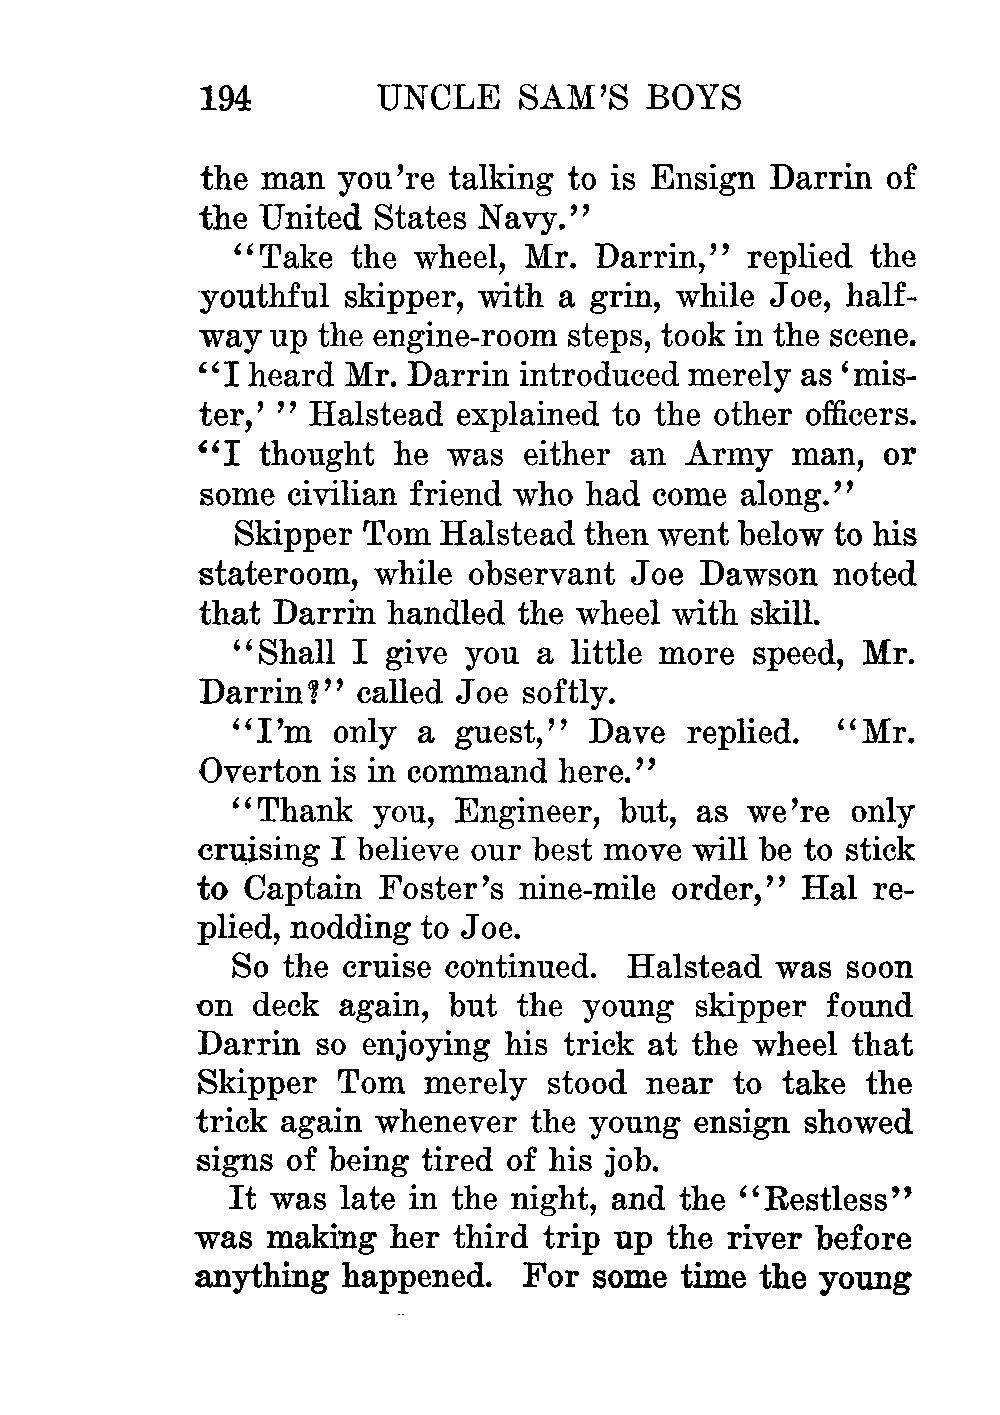 194 UNCLE SAM'S BOYS
the man you're talking to is Ensign Darrin of
the United States Navy."
"Take the wheel, Mr. Darrin," replied the
youthful skipper, with a grin, while Joe, half-
way up the engine-room steps, took in the scene.
"I heard Mr. Darrin introduced merely as 'mis-
ter,' " Halstead explained to the other officers.
"I thought he was either an Army man, or
some civilian friend who had come along."
Skipper Tom Halstead then went below to his
stateroom, while observant Joe Dawson noted
that Darrin handled the wheel with skill.
"Shall I give you a little more speed, Mr.
Darrin?" called Joe softly.
"I'm only a guest," Dave replied. "Mr.
Overton is in command here."
"Thank you, Engineer, but, as we're only
cruising I believe our best move will be to stick
to Captain Foster's nine-mile order," Hal re-
plied, nodding to Joe.
So the cruise continued. Halstead was soon
on deck again, but the young skipper found
Darrin so enjoying his trick at the wheel that
Skipper Tom merely stood near to take the
trick again whenever the young ensign showed
signs of being tired of his job.
It was late in the night, and the "Restless"
was making her third trip up the river before
anything happened. For some time the young